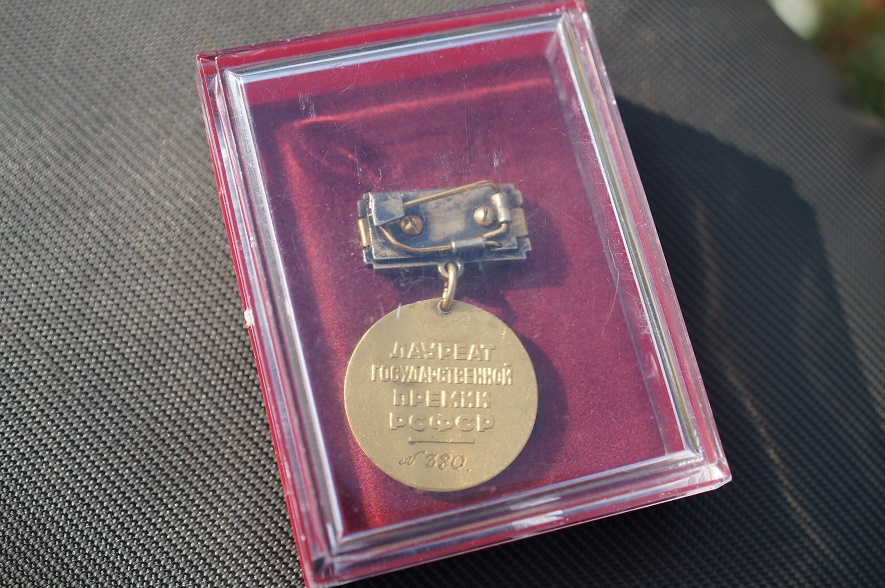 ЛАУРЕАТ
ГОСУДАРСТВЕННОЙ
ПРЕМИИ
РСФСР
№ 380.